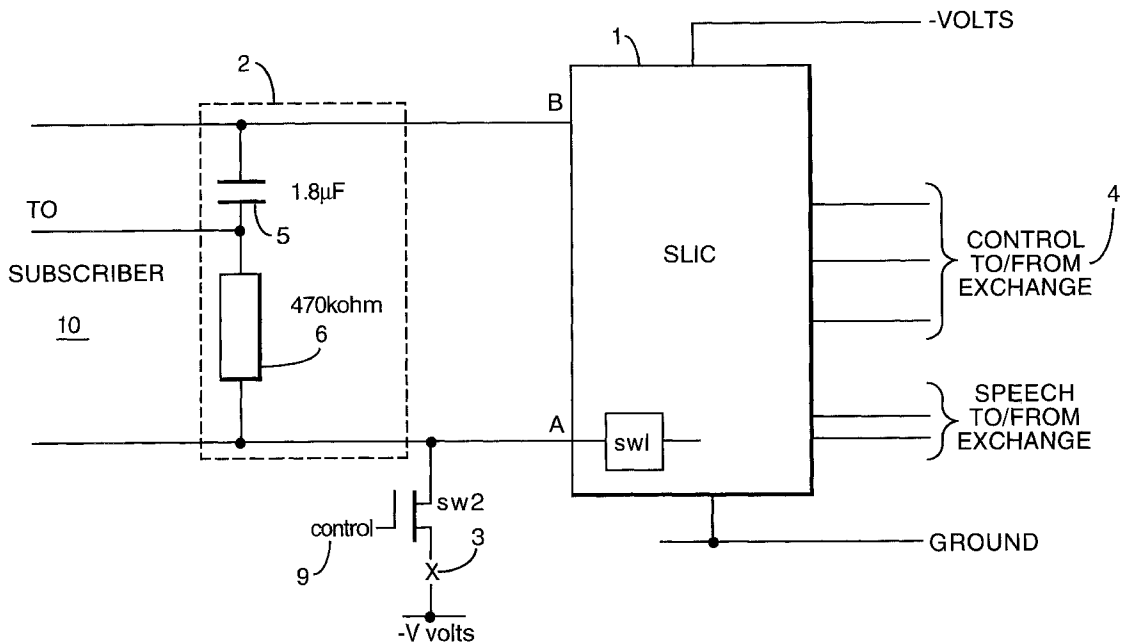 -VOLTS
1
2
B
1.8μF
TO
5
SLIC
4
CONTROL
TO/FROM
EXCHANGE
SUBSCRIBER
10
470kohm
6
A
swl
SPEECH
TO/FROM
EXCHANGE
sw2
control
3
9
X
GROUND
-V volts